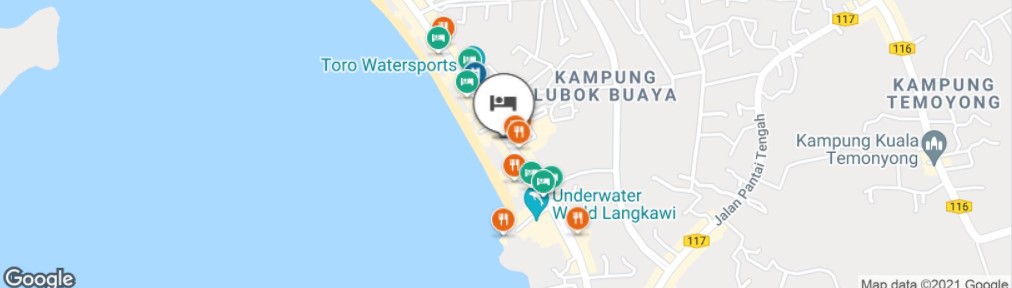 117
116
Toro Watersports
KAMPUNG
LUBOK BUAYA
KAMPUNG
TEMOYONG
Jalan Pantai Tengah
Kampung Kuala
Temonyong
Underwater
World Langkawi
116
117
Google
Map data ©2021 Google